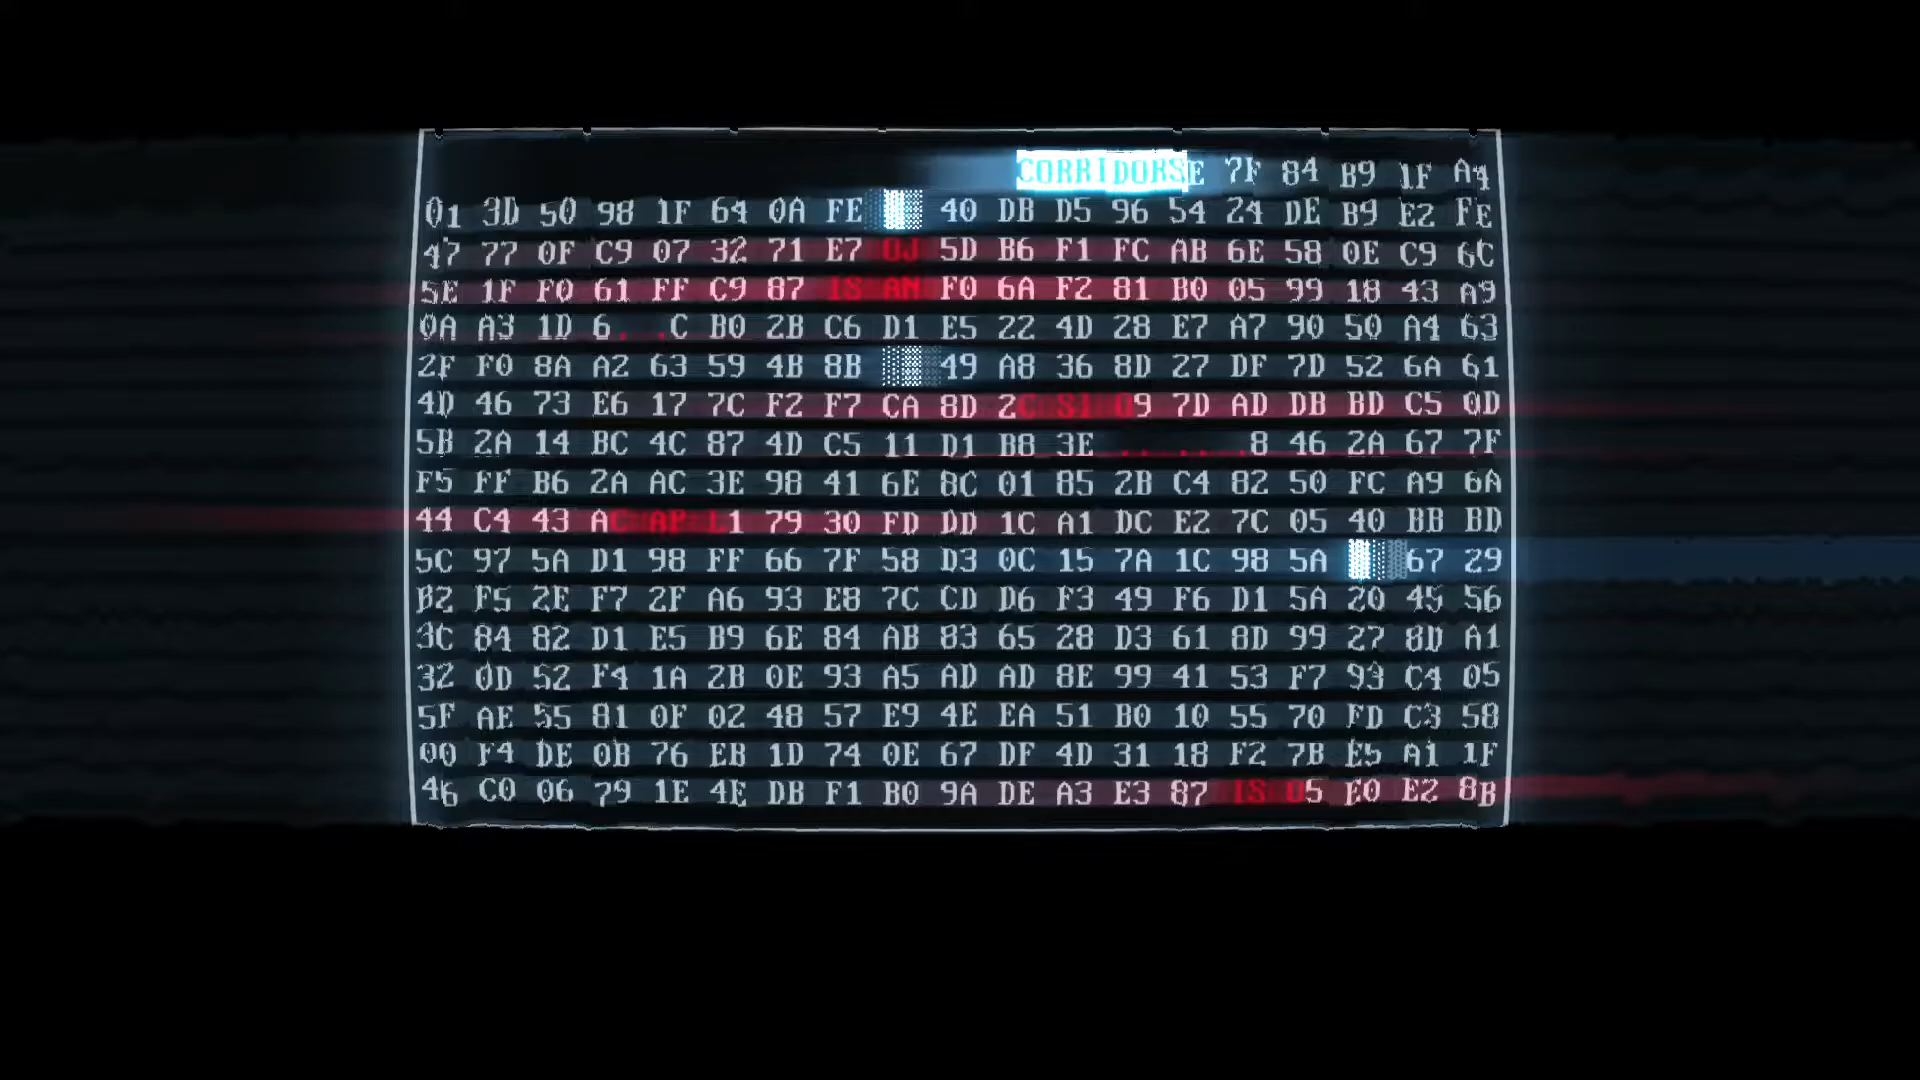 CORRIDORSE 7F 84 B9 1F A4
01 3D 50 98 1F 64 0A FE 40 DB D5 96 54 24 DE B9 E2 FE
47 77 0F C9 07 32 71 E7 OJ 5D B6 F1 FC AB 6E 58 0E C9 6C
5E 1F F0 61 FF C9 87 IS AN F0 6A F2 81 B0 05 99 18 43 A9
0A A3 1D 6. .C B0 2B C6 D1 E5 22 4D 28 E7 A7 90 50 A4 63
2F F0 8A A2 63 59 4B 8B 49 A8 36 8D 27 DF 7D 52 6A 61
4D 46 73 E6 17 7C F2 F7 CA 8D 2C SI 09 7D AD DB BD C5 0D
5B 2A 14 BC 4C 87 4D C5 11 D1 B8 3E .. ....8 46 2A 67 7F
F5 FF B6 2A AC 3E 98 41 6E 8C 01 85 2B C4 82 50 FC A9 6A
44 C4 43 AC AP L1 79 30 FD DD 1C A1 DC E2 7C 05 40 BB BD
5C 97 5A D1 98 FF 66 7F 58 D3 0C 15 7A 1C 98 5A 67 29
B2 F5 2E F7 2F A6 93 E8 7C CD D6 F3 49 F6 D1 5A 20 45 56
3C 84 82 D1 E5 B9 6E 84 AB 83 65 28 D3 61 8D 99 27 8D A1
32 0D 52 F4 1A 2B 0E 93 A5 AD AD 8E 99 41 53 F7 93 C4 05
5F AE 55 81 0F 02 48 57 E9 4E EA 51 B0 10 55 70 FD C3 58
00 F4 DE 0B 76 EB 1D 74 0E 67 DF 4D 31 18 F2 7B E5 A1 1F
46 C0 06 79 1E 4E DB F1 B0 9A DE A3 E3 87 IS O5 E0 E2 8B